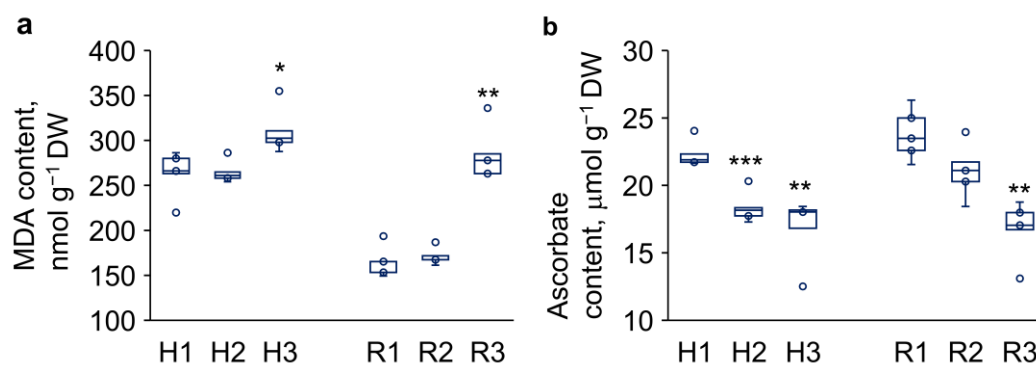 a
MDA content,
nmol g⁻¹ DW
400
350
300
250
200
150
100
*
**
H1 H2 H3 R1 R2 R3
b
Ascorbate
content, μmol g⁻¹ DW
30
25
20
15
10
***
**
**
H1 H2 H3 R1 R2 R3